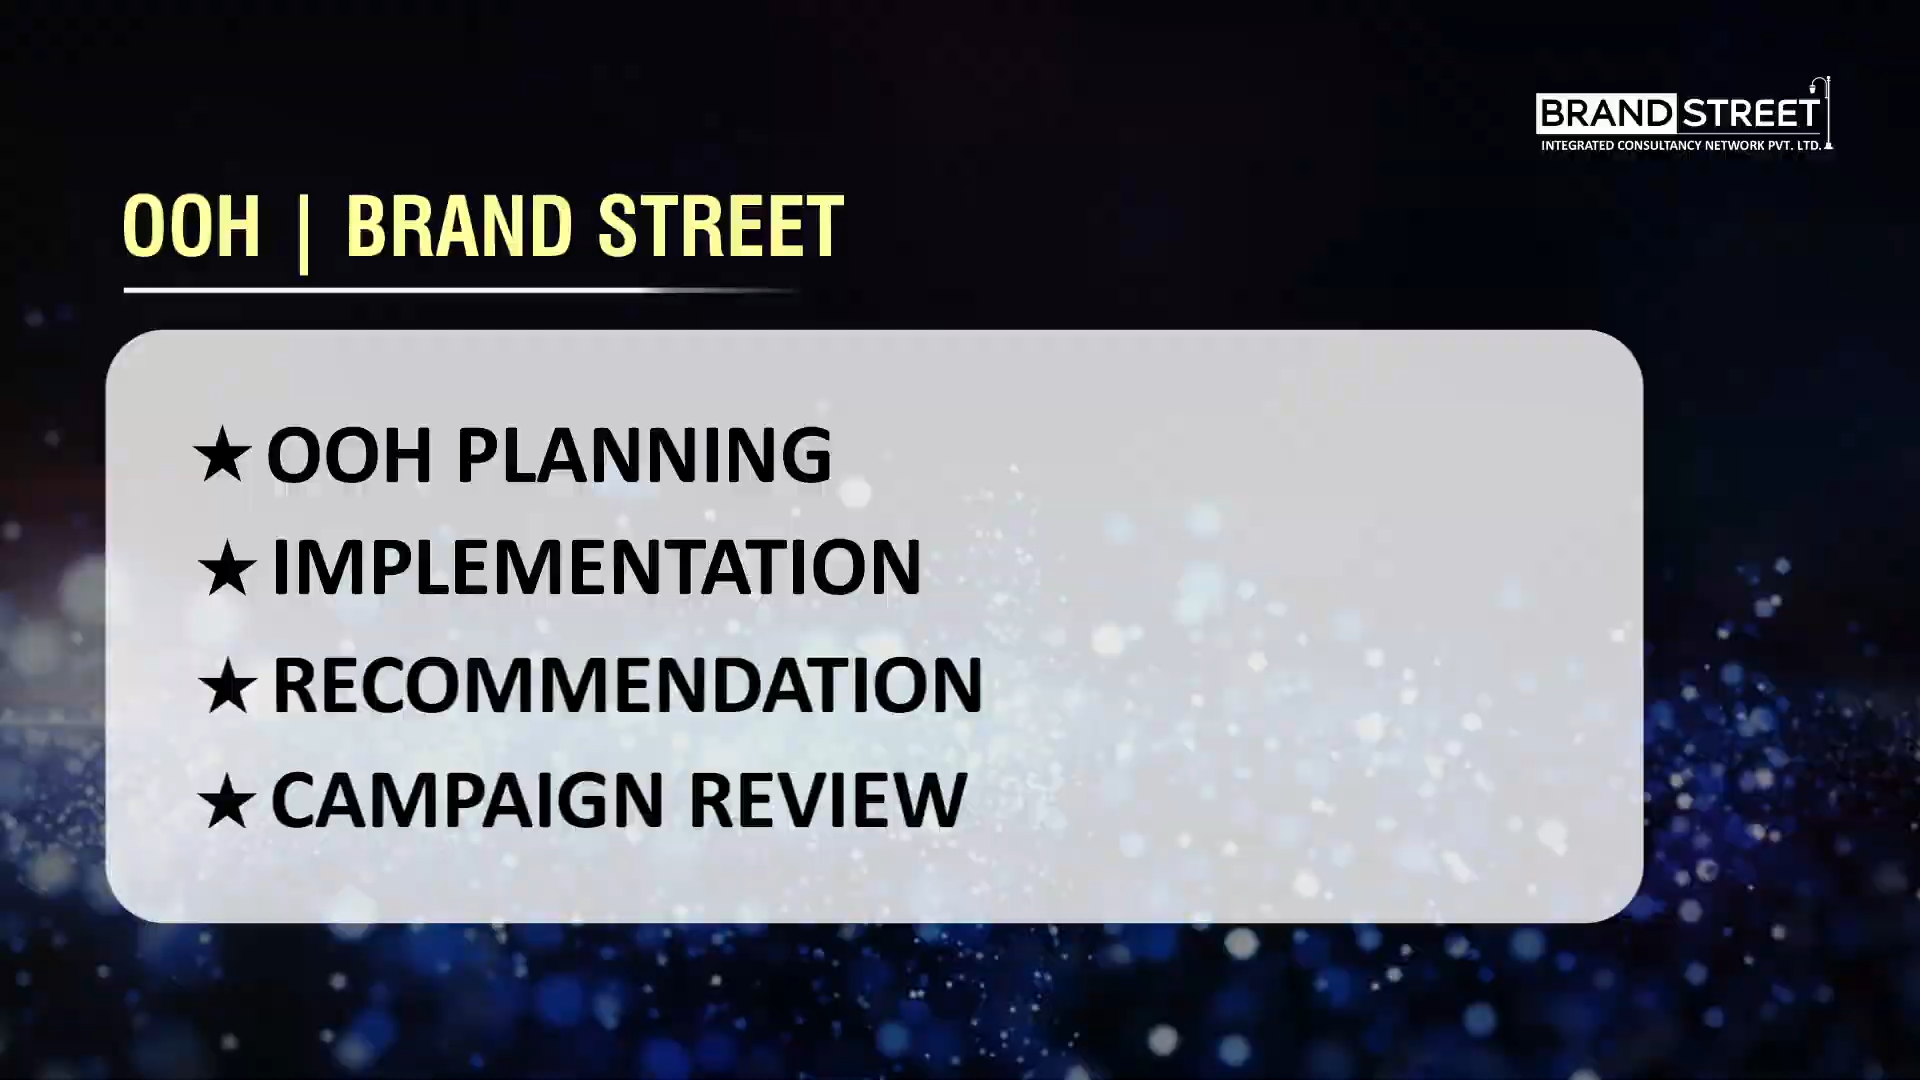 BRAND STREET
INTEGRATED CONSULTANCY NETWORK PVT. LTD.
OOH | BRAND STREET
★ OOH PLANNING
★ IMPLEMENTATION
★ RECOMMENDATION
★ CAMPAIGN REVIEW